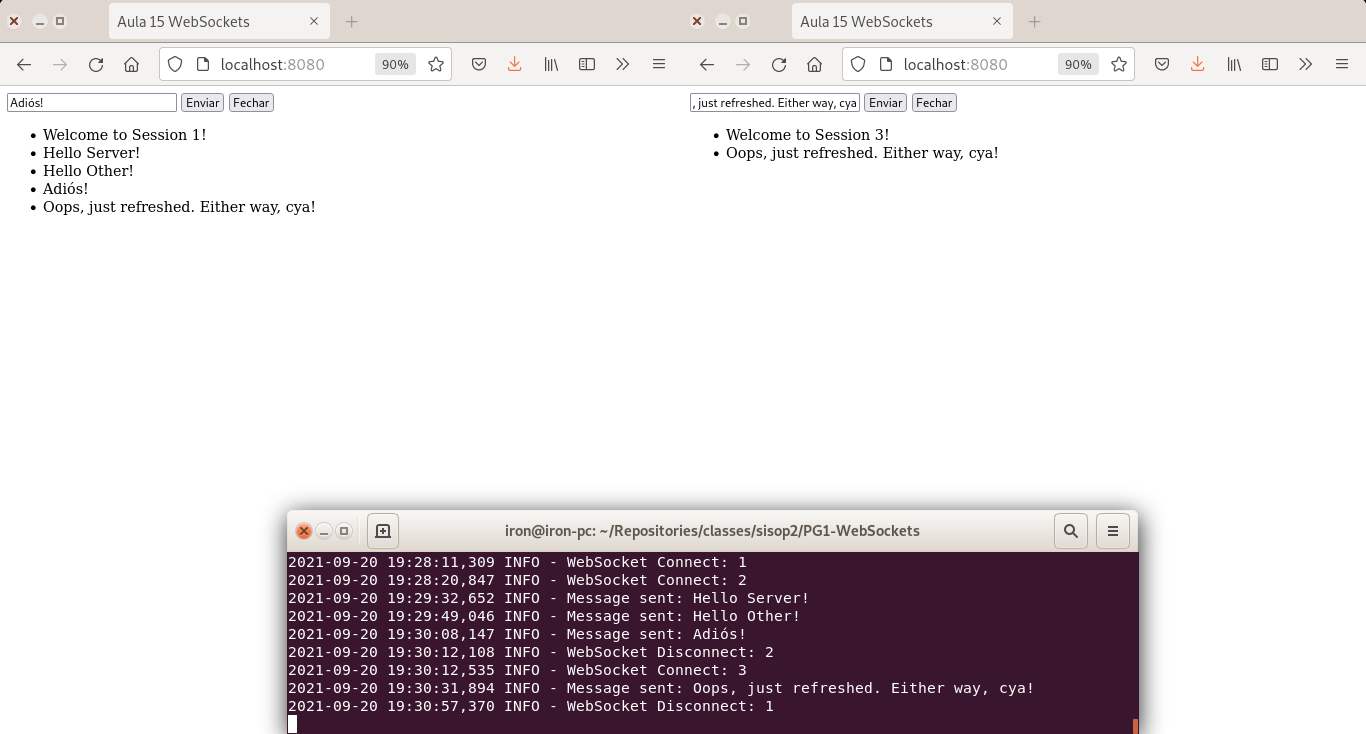 Aula 15 WebSockets
Aula 15 WebSockets
localhost:8080 90%
localhost:8080 90%
Adiós! Enviar Fechar
• Welcome to Session 1!
• Hello Server!
• Hello Other!
• Adiós!
• Oops, just refreshed. Either way, cya!
, just refreshed. Either way, cya Enviar Fechar
• Welcome to Session 3!
• Oops, just refreshed. Either way, cya!
iron@iron-pc: ~/Repositories/classes/sisop2/PG1-WebSockets
2021-09-20 19:28:11,309 INFO - WebSocket Connect: 1
2021-09-20 19:28:20,847 INFO - WebSocket Connect: 2
2021-09-20 19:29:32,652 INFO - Message sent: Hello Server!
2021-09-20 19:29:49,046 INFO - Message sent: Hello Other!
2021-09-20 19:30:08,147 INFO - Message sent: Adiós!
2021-09-20 19:30:12,108 INFO - WebSocket Disconnect: 2
2021-09-20 19:30:12,535 INFO - WebSocket Connect: 3
2021-09-20 19:30:31,894 INFO - Message sent: Oops, just refreshed. Either way, cya!
2021-09-20 19:30:57,370 INFO - WebSocket Disconnect: 1